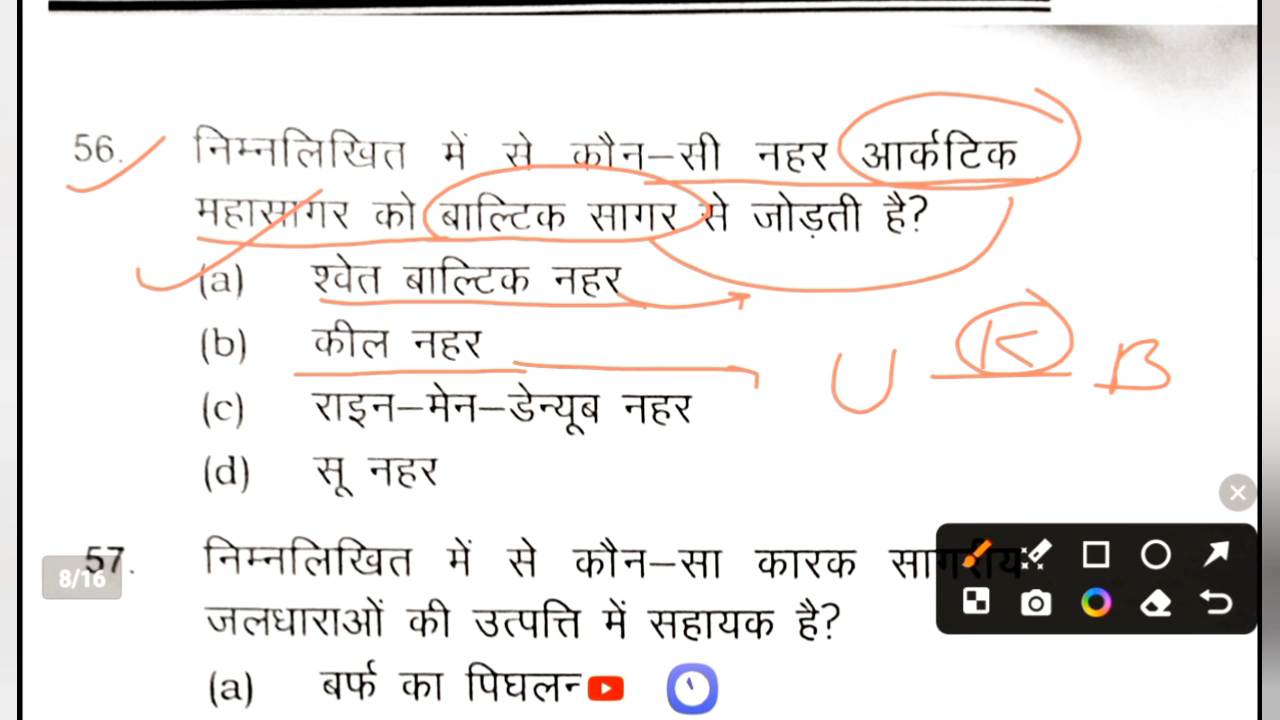 56. निम्नलिखित में से कौन-सी नहर आर्कटिक
महासागर को बाल्टिक सागर से जोड़ती है?
(a) श्वेत बाल्टिक नहर
(b) कील नहर
U K B
(c) राइन-मेन-डेन्यूब नहर
(d) सू नहर
57. निम्नलिखित में से कौन-सा कारक सागरीय
8/16
जलधाराओं की उत्पत्ति में सहायक है?
(a) बर्फ का पिघलन